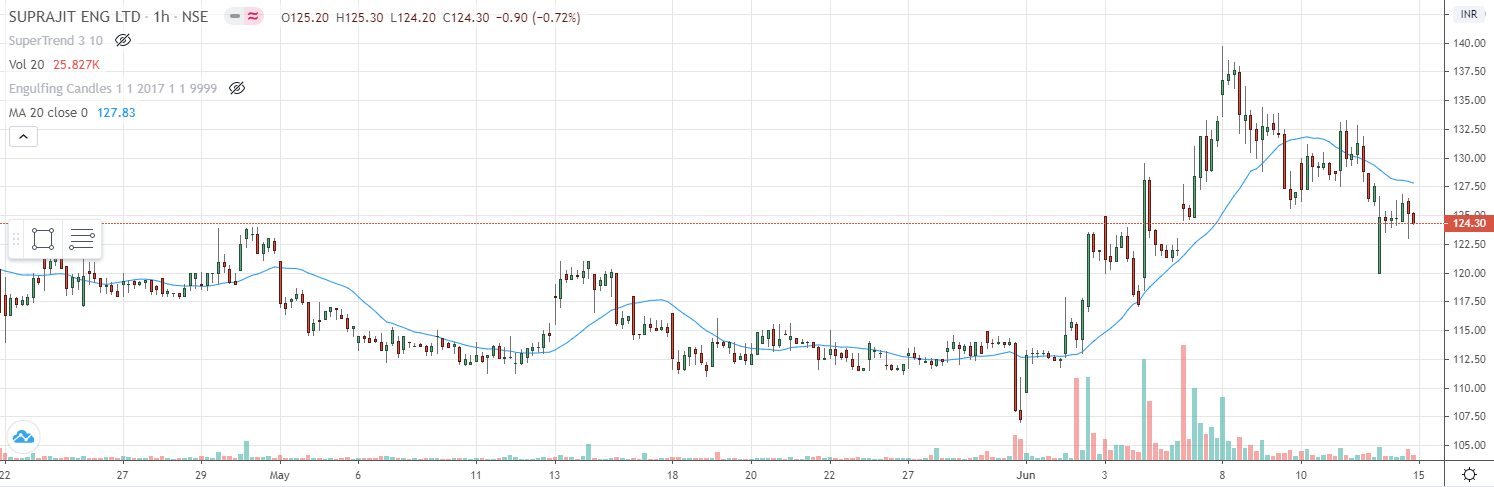 SUPRAJIT ENG LTD · 1h · NSE O125.20 H125.30 L124.20 C124.30 −0.90 (−0.72%)
INR
SuperTrend 3 10
Vol 20 25.827K
Engulfing Candles 1 1 2017 1 1 9999
MA 20 close 0 127.83
140.00
137.50
135.00
132.50
130.00
127.50
125.00
124.30
122.50
120.00
117.50
115.00
112.50
110.00
107.50
105.00
22 27 29 May 6 11 13 18 20 22 27 Jun 3 8 10 15